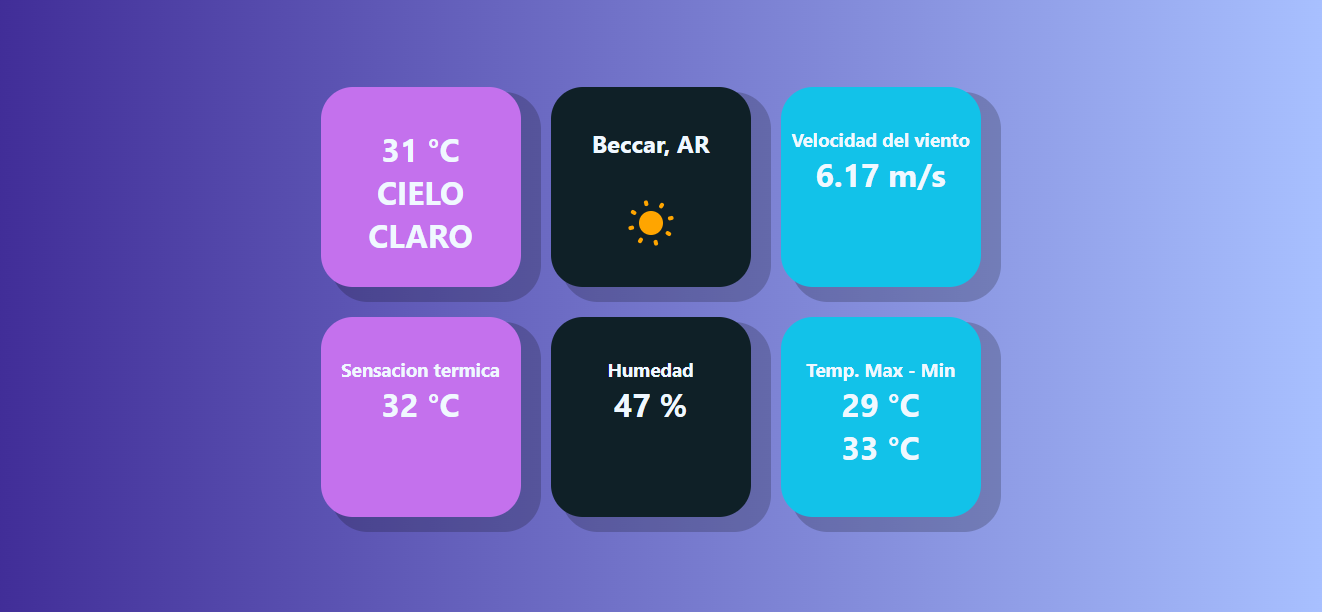 31 °C
CIELO
CLARO
Beccar, AR
Velocidad del viento
6.17 m/s
Sensacion termica
32 °C
Humedad
47 %
Temp. Max - Min
29 °C
33 °C